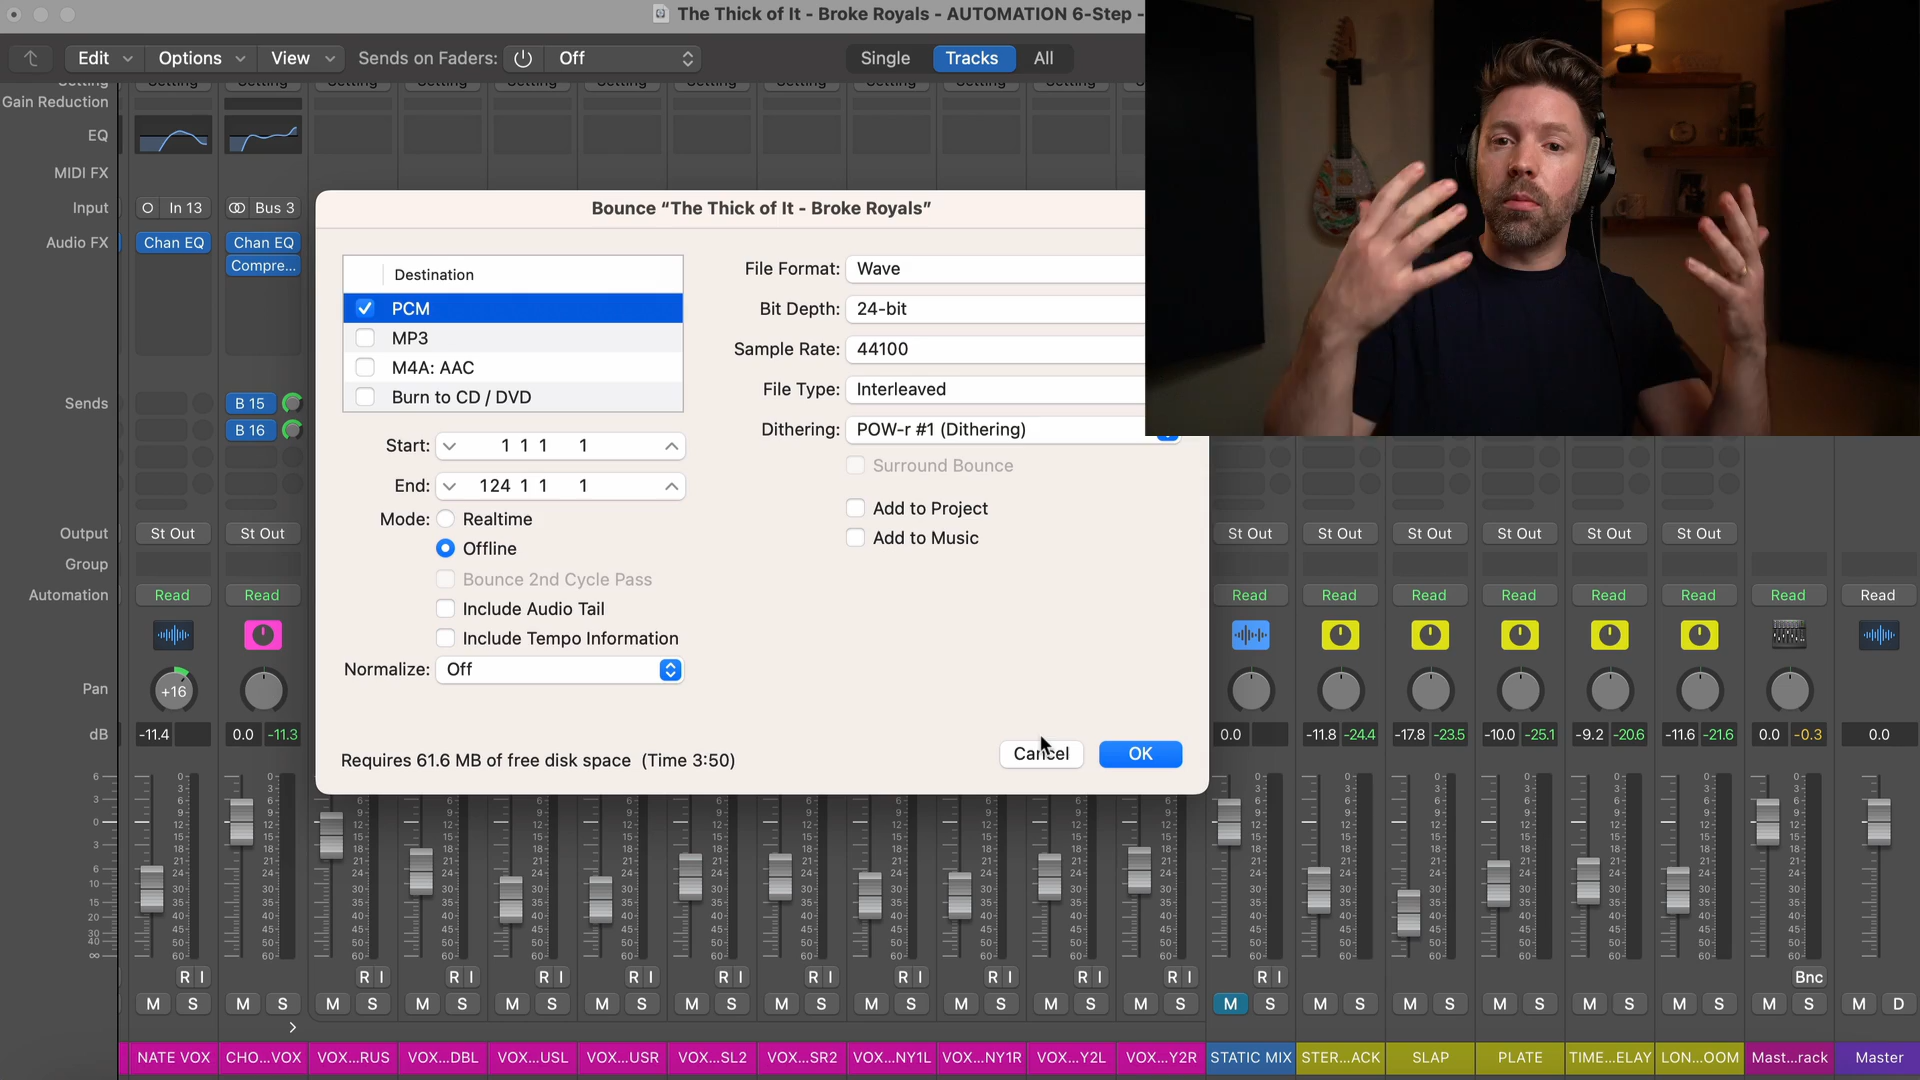 The Thick of It - Broke Royals - AUTOMATION 6-Step -
Edit Options View Sends on Faders: Off Single Tracks All
Setting Setting Setting Setting Setting Setting Setting Setting Setting Setting Setting
Gain Reduction
EQ
MIDI FX
Input In 13 Bus 3
Audio FX Chan EQ Chan EQ
Compre...
Sends B 15
B 16
Output St Out St Out St Out St Out St Out St Out St Out St Out
Group
Automation Read Read Read Read Read Read Read Read Read Read
Pan +16
dB -11.4 0.0 -11.3 0.0 -11.8 -24.4 -17.8 -23.5 -10.0 -25.1 -9.2 -20.6 -11.6 -21.6 0.0 -0.3 0.0
Bounce “The Thick of It - Broke Royals”
Destination
PCM
MP3
M4A: AAC
Burn to CD / DVD
Start: 1 1 1 1
End: 124 1 1 1
Mode: Realtime
Offline
Bounce 2nd Cycle Pass
Include Audio Tail
Include Tempo Information
Normalize: Off
File Format: Wave
Bit Depth: 24-bit
Sample Rate: 44100
File Type: Interleaved
Dithering: POW-r #1 (Dithering)
Surround Bounce
Add to Project
Add to Music
Requires 61.6 MB of free disk space (Time 3:50)
Cancel OK
R I R I R I R I R I R I R I R I R I R I R I R I Bnc
M S M S M S M S M S M S M S M S M S M S M S M S M S M S M S M S M S M S M S M D
NATE VOX CHO...VOX VOX...RUS VOX...DBL VOX...USL VOX...USR VOX...SL2 VOX...SR2 VOX...NY1L VOX...NY1R VOX...Y2L VOX...Y2R STATIC MIX STER...ACK SLAP PLATE TIME...ELAY LON...OOM Mast...rack Master